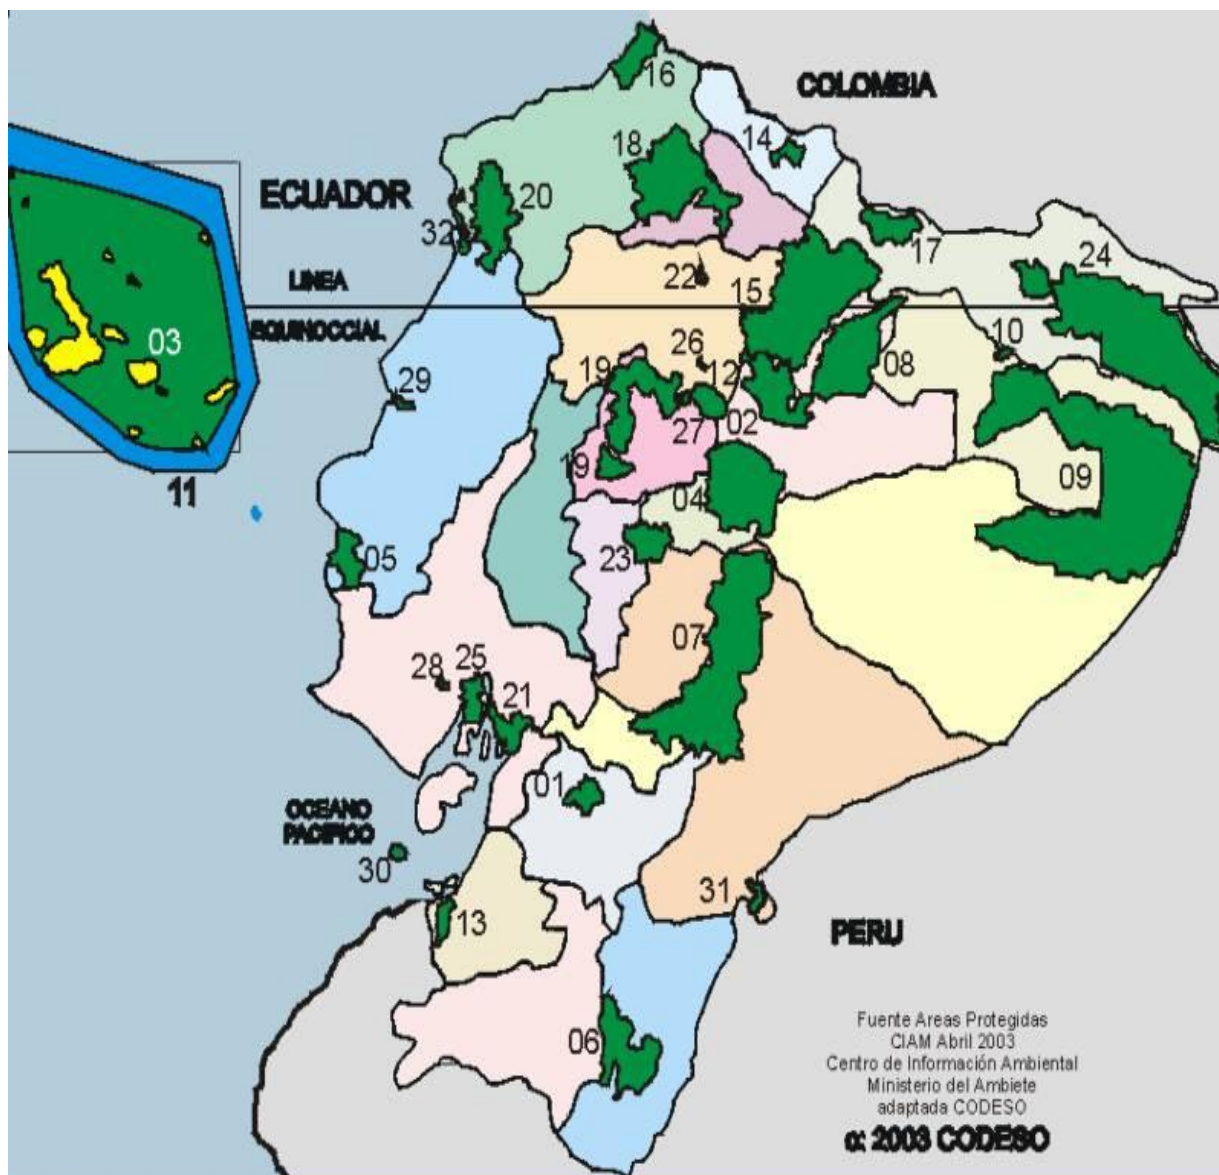 16
COLOMBIA
18
14
ECUADOR
20
32
17
24
LINEA
22
15
EQUINOCCIAL
03
26
10
19
12
08
29
02
27
19
09
11
04
05
23
07
28
25
21
01
OCEANO
PACIFICO
30
31
13
PERU
Fuente Areas Protegidas
CIAM Abril 2003
Centro de Información Ambiental
06
Ministerio del Ambiete
adaptada CODESO
α: 2003 CODESO